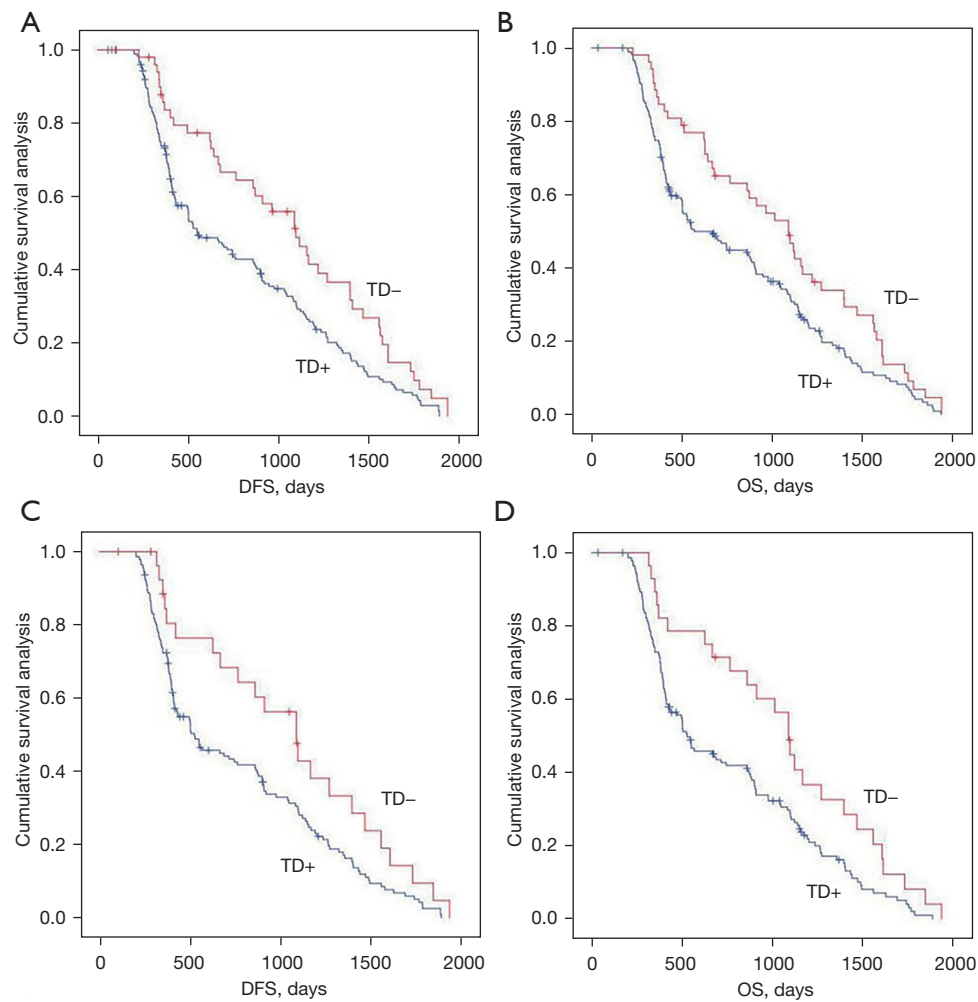 A
Cumulative survival analysis
1.0
0.8
0.6
0.4
0.2
0.0
TD–
TD+
0 500 1000 1500 2000
DFS, days
B
Cumulative survival analysis
1.0
0.8
0.6
0.4
0.2
0.0
TD–
TD+
0 500 1000 1500 2000
OS, days
C
Cumulative survival analysis
1.0
0.8
0.6
0.4
0.2
0.0
TD–
TD+
0 500 1000 1500 2000
DFS, days
D
Cumulative survival analysis
1.0
0.8
0.6
0.4
0.2
0.0
TD–
TD+
0 500 1000 1500 2000
OS, days